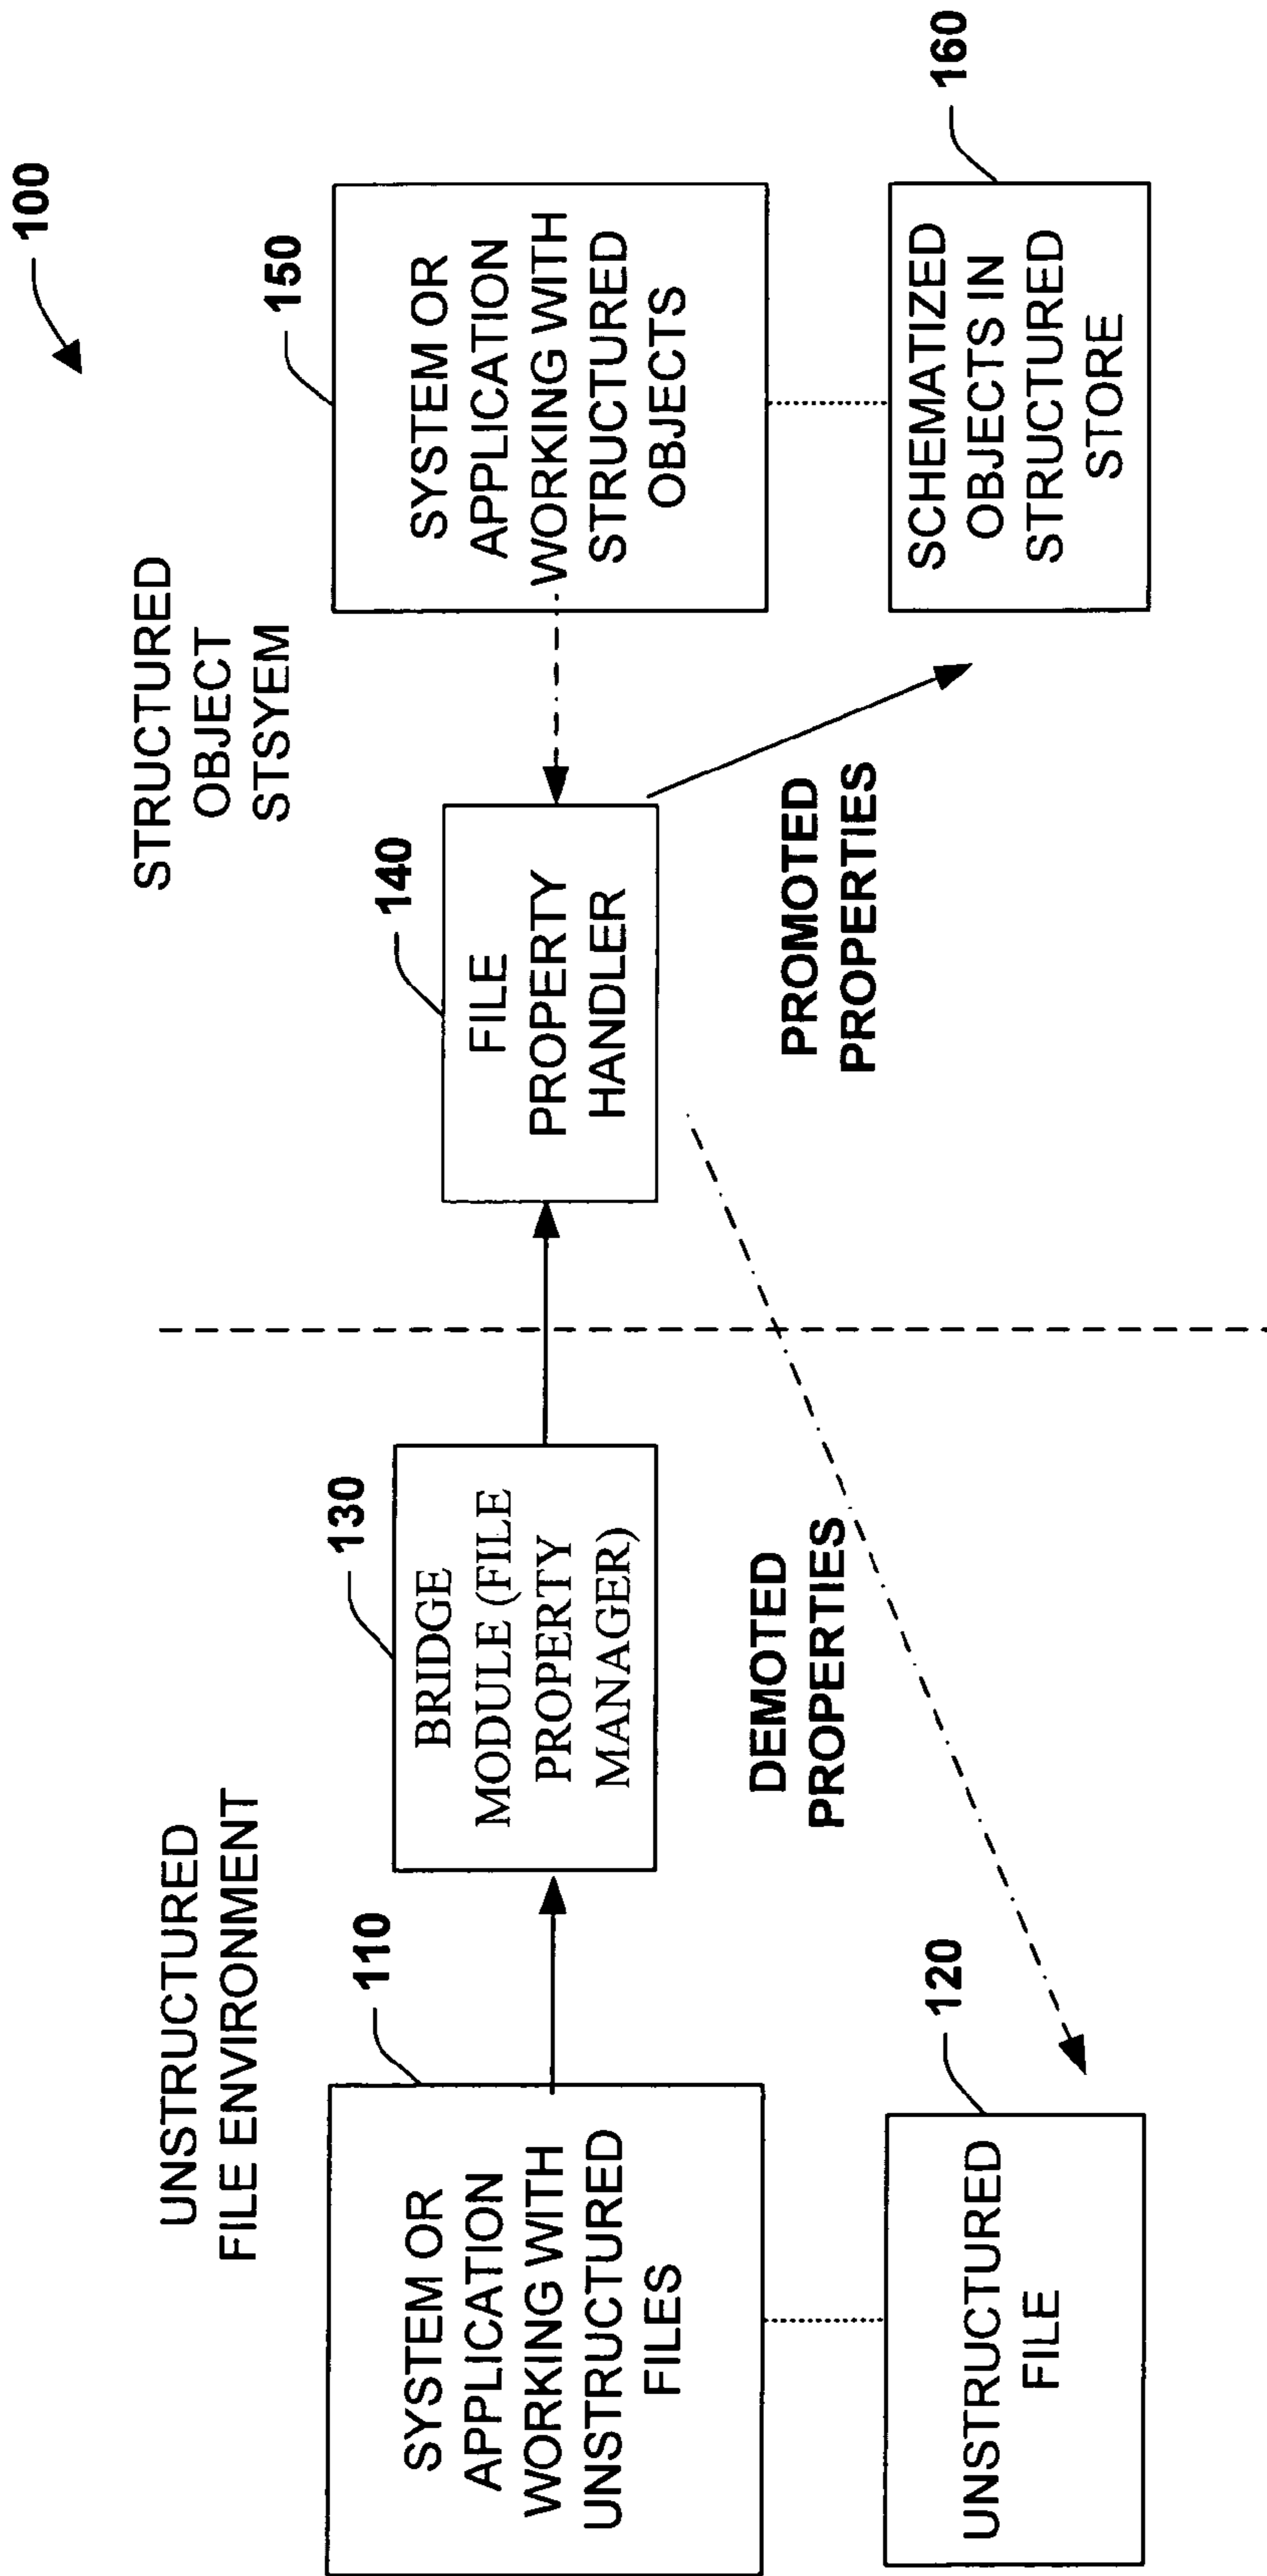 100
UNSTRUCTURED
FILE ENVIRONMENT
STRUCTURED
OBJECT
STSYEM
110
SYSTEM OR
APPLICATION
WORKING WITH
UNSTRUCTURED
FILES
130
BRIDGE
MODULE (FILE
PROPERTY
MANAGER)
140
FILE
PROPERTY
HANDLER
150
SYSTEM OR
APPLICATION
WORKING WITH
STRUCTURED
OBJECTS
120
UNSTRUCTURED
FILE
DEMOTED
PROPERTIES
PROMOTED
PROPERTIES
160
SCHEMATIZED
OBJECTS IN
STRUCTURED
STORE